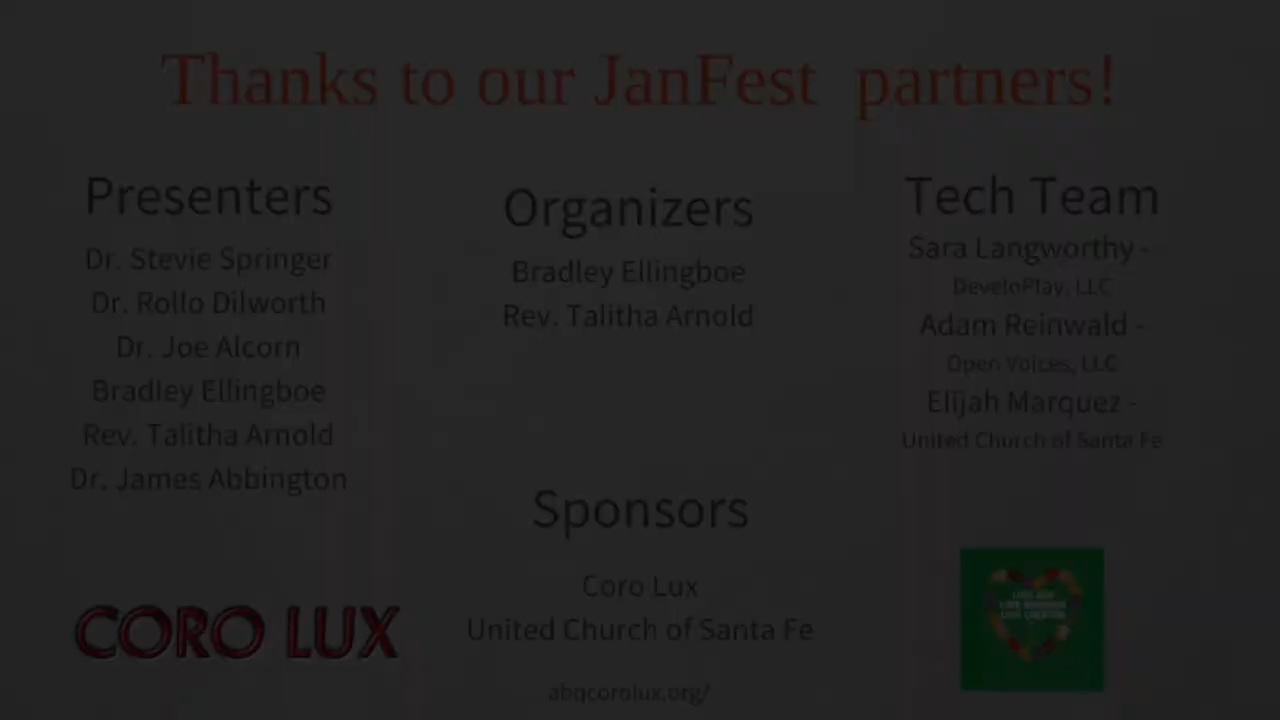 Thanks to our JanFest partners!
Presenters
Dr. Stevie Springer
Dr. Rollo Dilworth
Dr. Joe Alcorn
Bradley Ellingboe
Rev. Talitha Arnold
Dr. James Abbington
Organizers
Bradley Ellingboe
Rev. Talitha Arnold
Tech Team
Sara Langworthy -
DeveloPlay, LLC
Adam Reinwald -
Open Voices, LLC
Elijah Marquez -
United Church of Santa Fe
Sponsors
Coro Lux
United Church of Santa Fe
abqcorolux.org/
CORO LUX